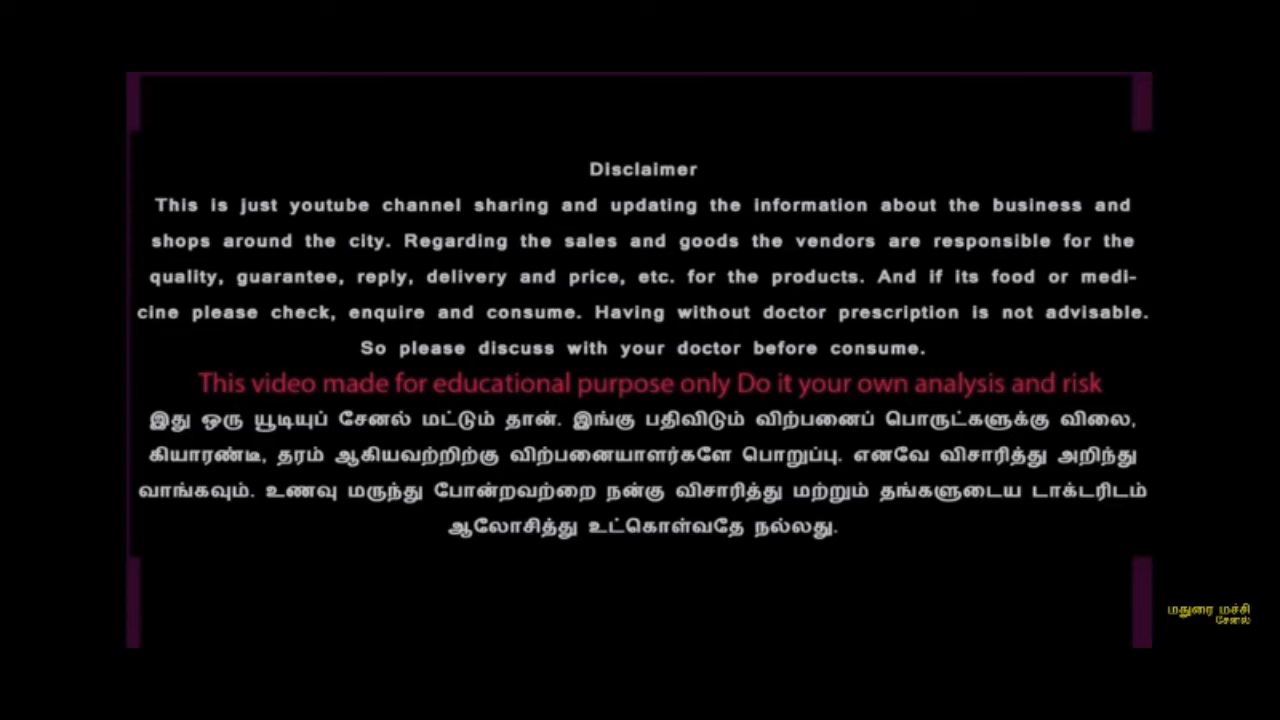 Disclaimer
This is just youtube channel sharing and updating the information about the business and
shops around the city. Regarding the sales and goods the vendors are responsible for the
quality, guarantee, reply, delivery and price, etc. for the products. And if its food or medi-
cine please check, enquire and consume. Having without doctor prescription is not advisable.
So please discuss with your doctor before consume.
This video made for educational purpose only Do it your own analysis and risk
இது ஒரு யூடியுப் சேனல் மட்டும் தான். இங்கு பதிவிடும் விற்பனைப் பொருட்களுக்கு விலை,
கியாரண்டீ, தரம் ஆகியவற்றிற்கு விற்பனையாளர்களே பொறுப்பு. எனவே விசாரித்து அறிந்து
வாங்கவும். உணவு மருந்து போன்றவற்றை நன்கு விசாரித்து மற்றும் தங்களுடைய டாக்டரிடம்
ஆலோசித்து உட்கொள்வதே நல்லது.
மதுரை மச்சி
சேனல்